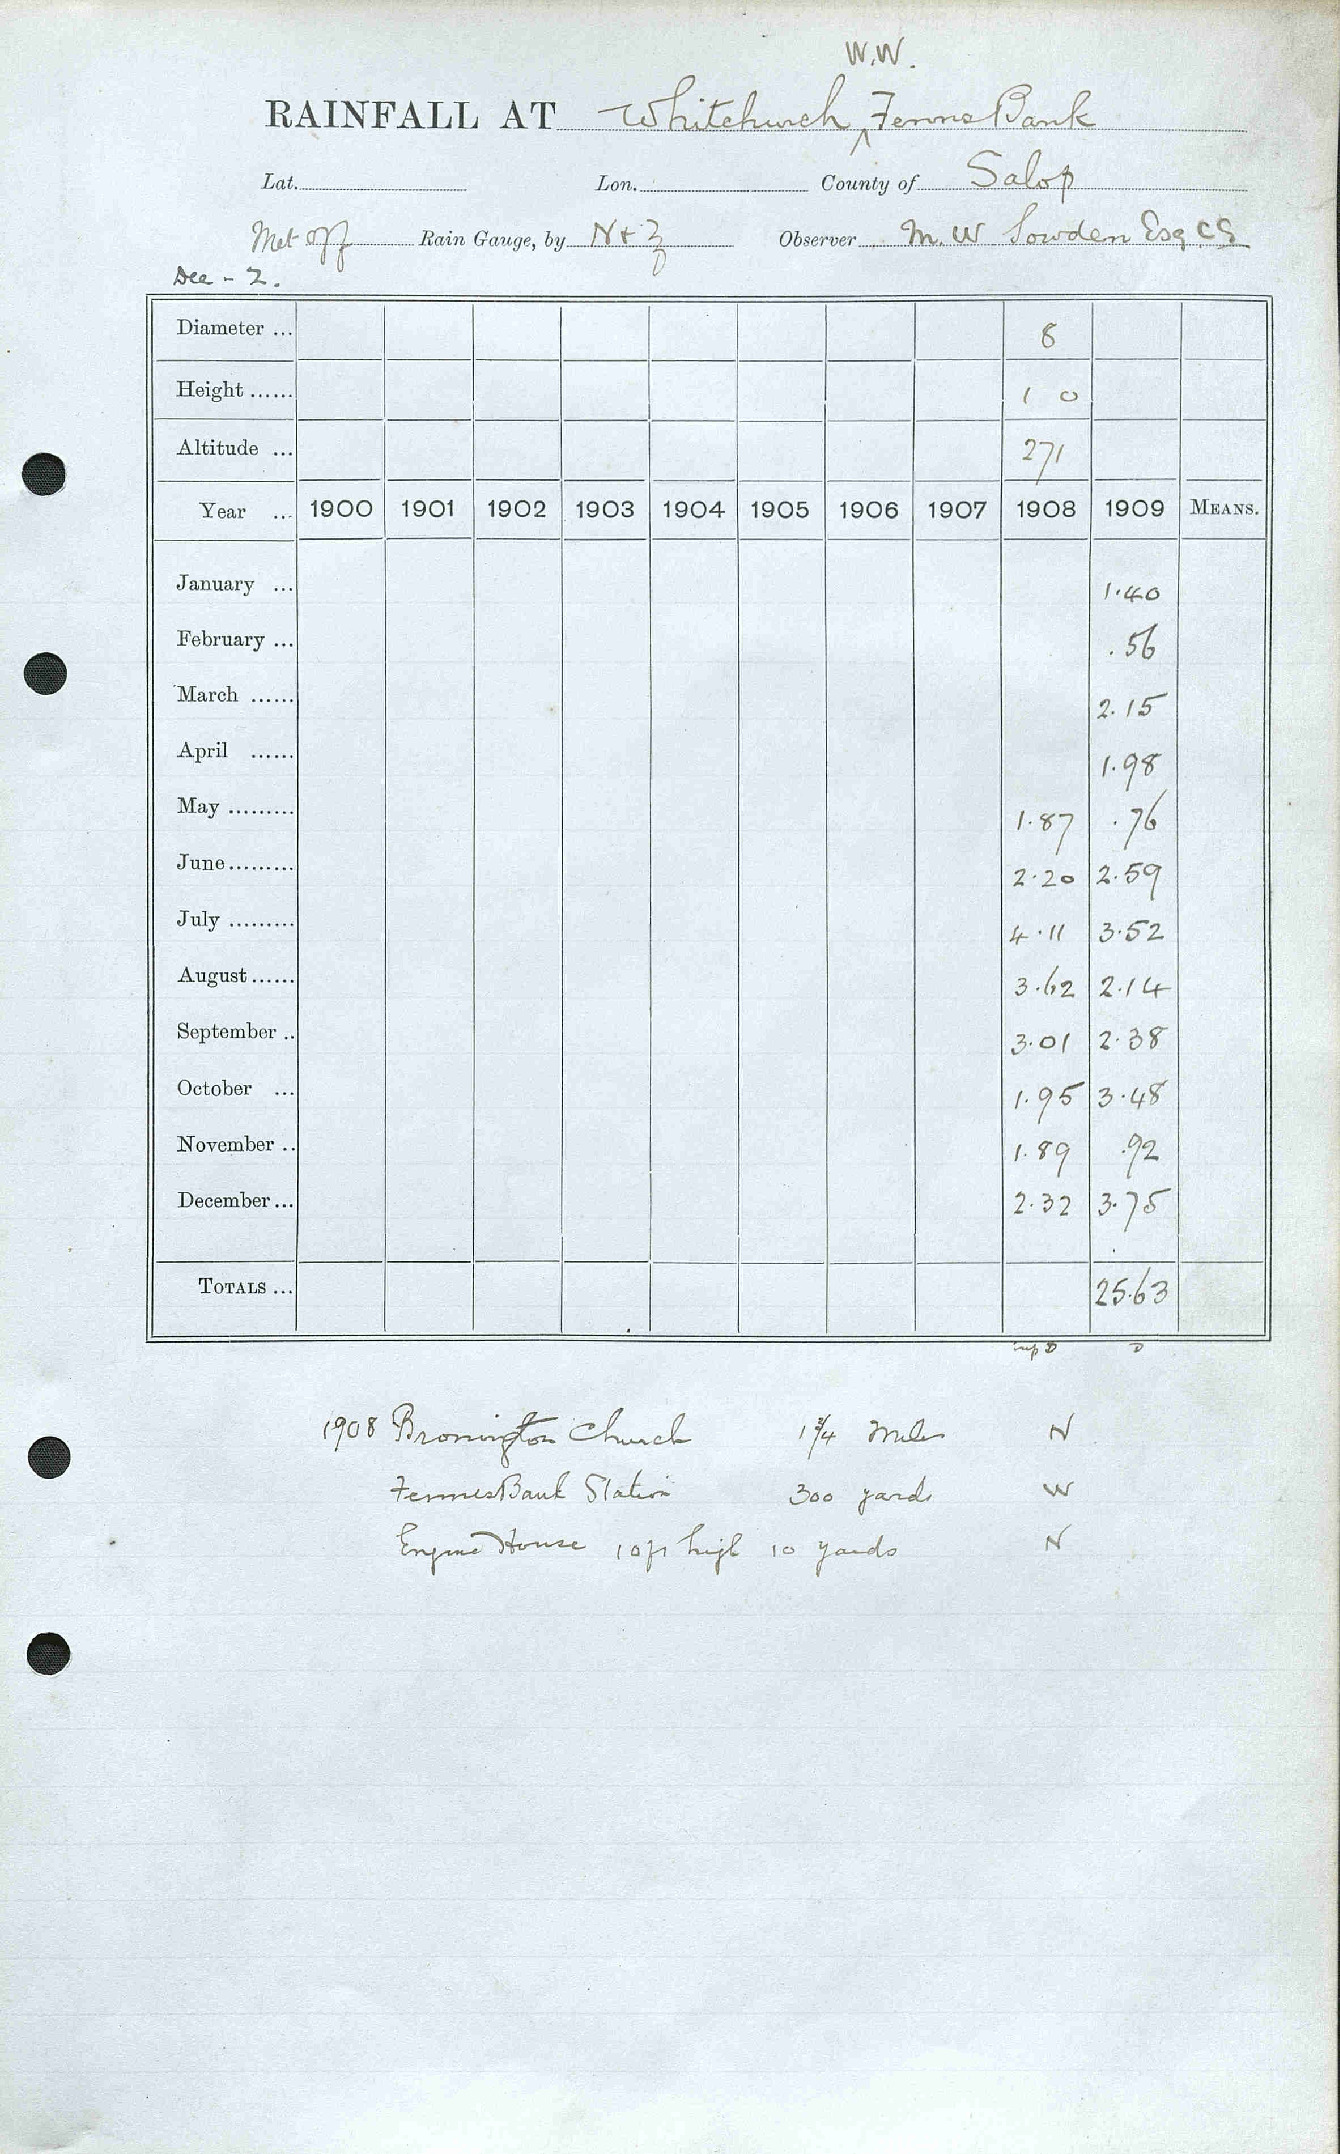 W.W.
RAINFALL AT Whitchurch ^ Fenns Bank
Lat. Lon. County of Salop
Met off Rain Gauge, by N & Z Observer M. W Sowden Esq CE
Dec - 2.
Diameter ... 8
Height ...... 1 0
Altitude ... 271
Year ... 1900 1901 1902 1903 1904 1905 1906 1907 1908 1909 MEANS.
January ... 1.40
February ... .56
March ...... 2.15
April ...... 1.98
May ......... 1.87 .76
June ......... 2.20 2.59
July ......... 4.11 3.52
August ...... 3.62 2.14
September .. 3.01 2.38
October ... 1.95 3.48
November .. 1.89 .92
December ... 2.32 3.75
TOTALS ... 25.63
D D
1908 Bronington Church 1 3/4 Miles N
Fenns Bank Station 300 yards W
Engine House 10 ft high 10 yards N